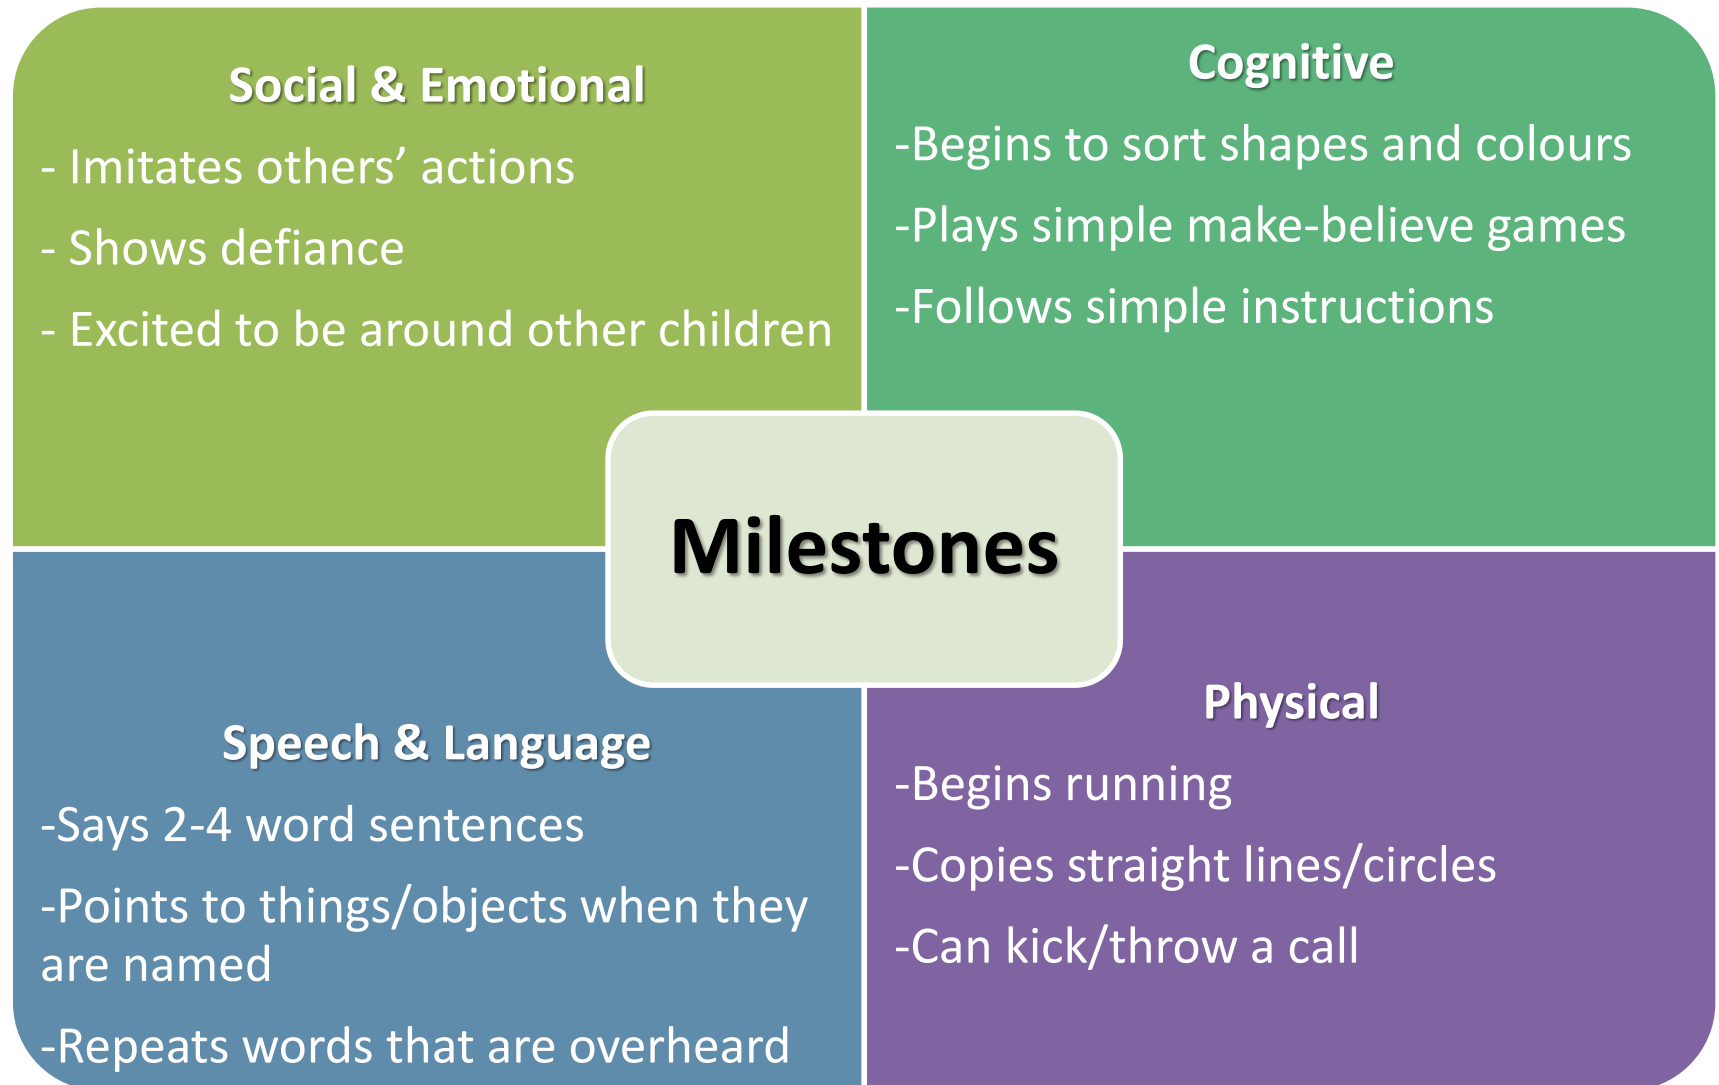 Social & Emotional
- Imitates others’ actions
- Shows defiance
- Excited to be around other children
Cognitive
-Begins to sort shapes and colours
-Plays simple make-believe games
-Follows simple instructions
Milestones
Speech & Language
-Says 2-4 word sentences
-Points to things/objects when they
are named
-Repeats words that are overheard
Physical
-Begins running
-Copies straight lines/circles
-Can kick/throw a call